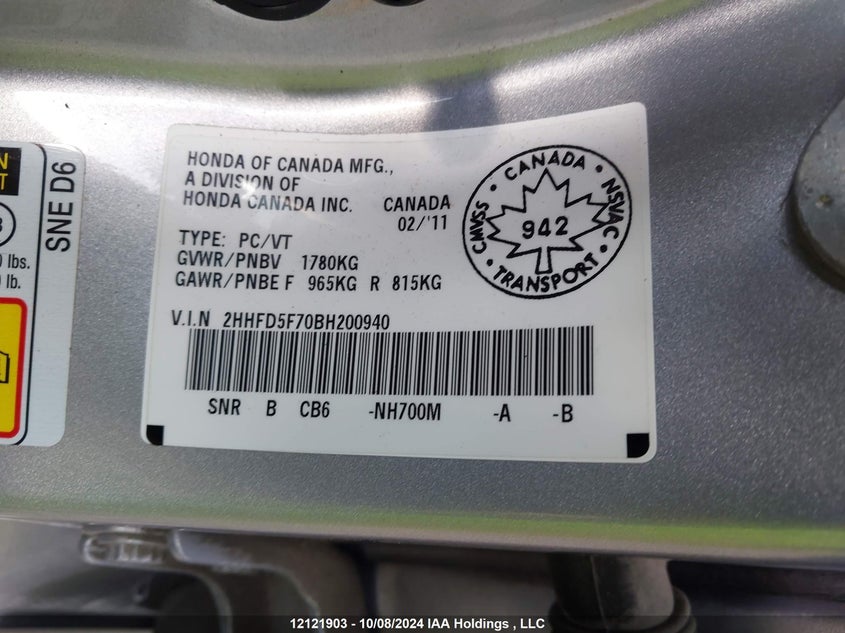 HONDA OF CANADA MFG.,
A DIVISION OF
HONDA CANADA INC. CANADA
02/'11
TYPE: PC/VT
GVWR/PNBV 1780KG
GAWR/PNBE F 965KG R 815KG
V.I.N 2HHFD5F70BH200940
SNR B CB6 -NH700M -A -B
CANADA
NSVAC
TRANSPORT
CMVSS
942
SNE D6
lbs.
lb.
12121903 - 10/08/2024 IAA Holdings , LLC